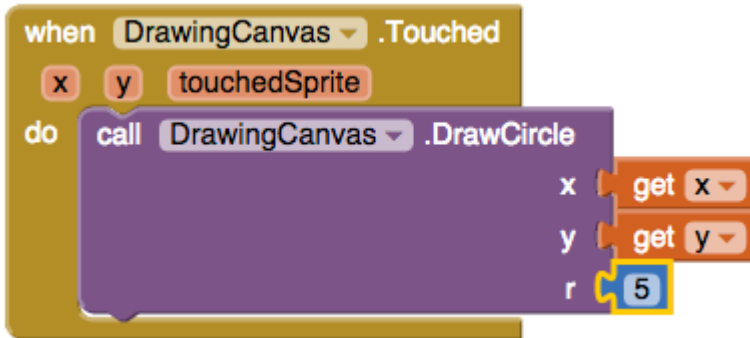 when DrawingCanvas .Touched
x y touchedSprite
do call DrawingCanvas .DrawCircle
x get x
y get y
r 5